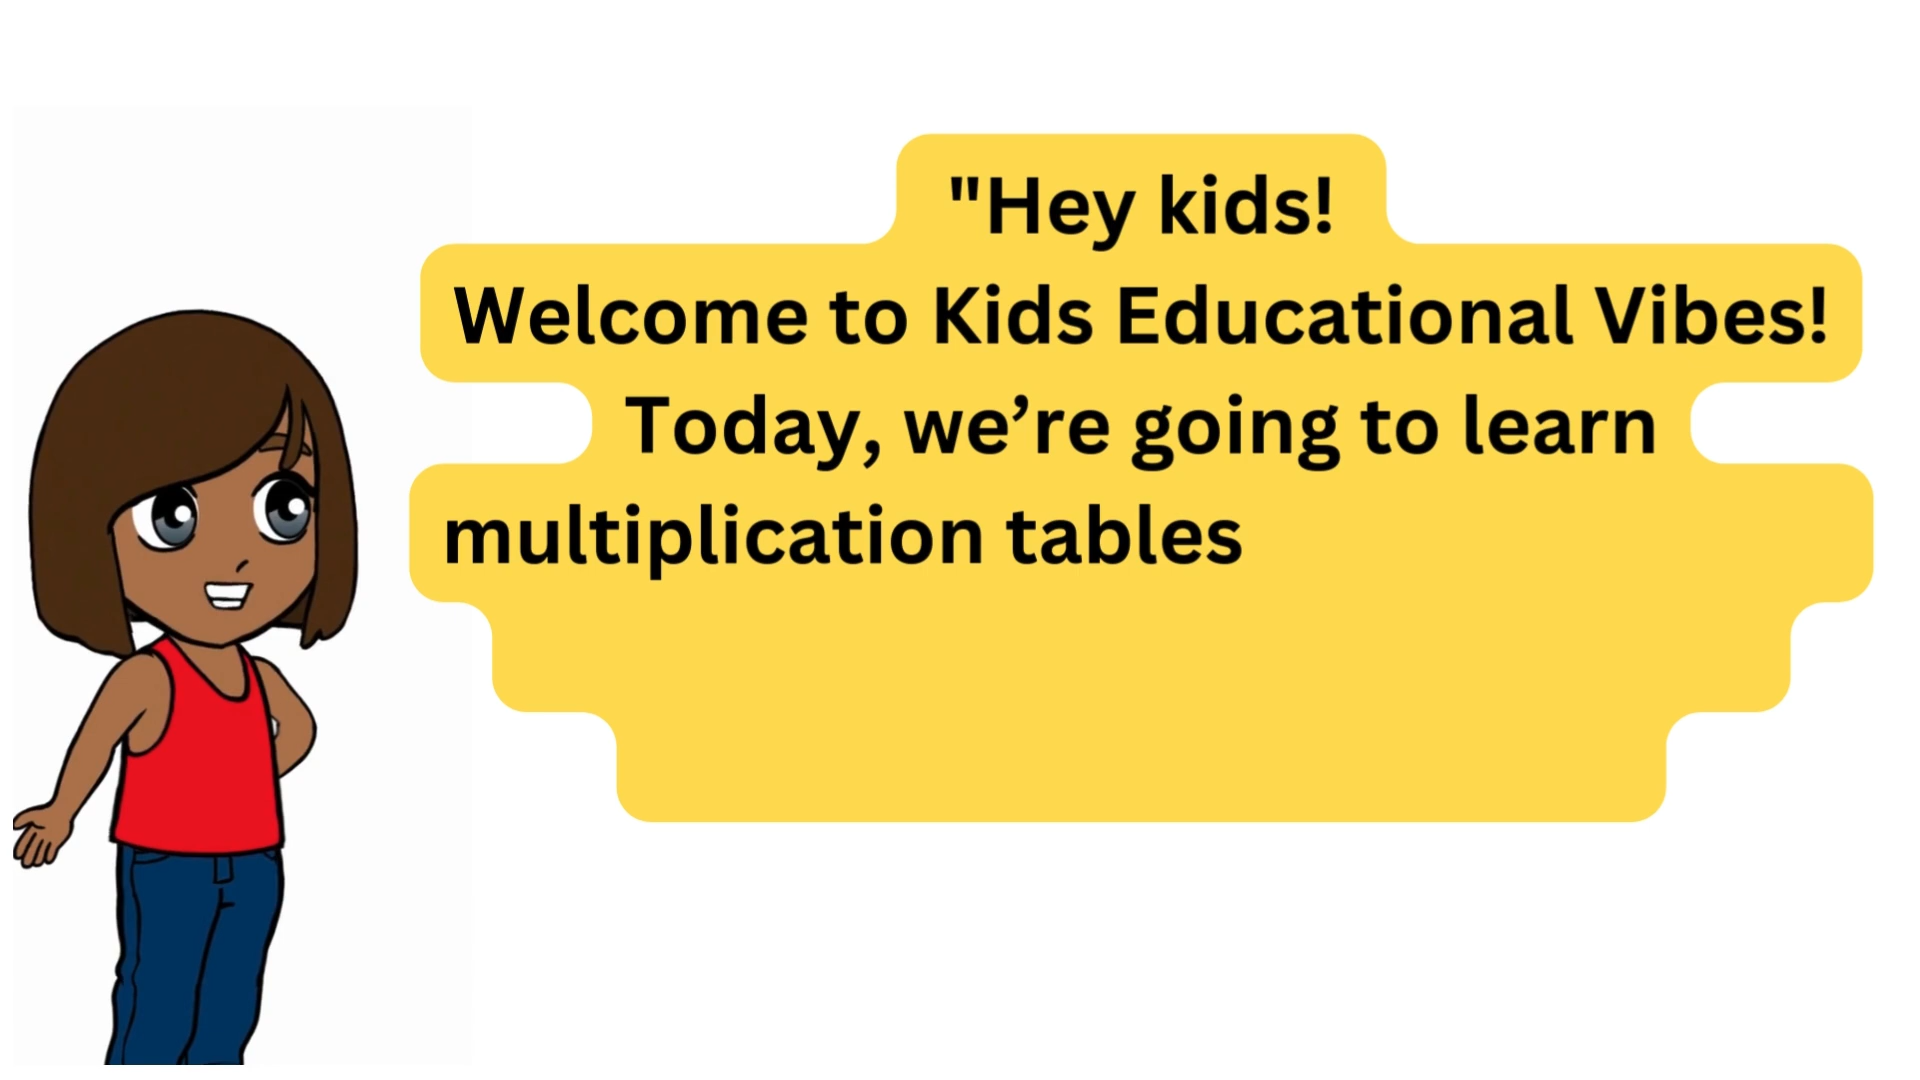 "Hey kids!
Welcome to Kids Educational Vibes!
Today, we’re going to learn
multiplication tables